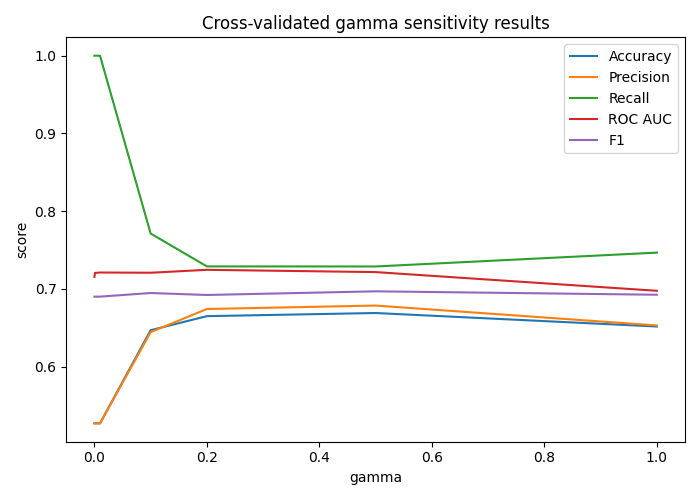 Cross-validated gamma sensitivity results
1.0
0.9
0.8
0.7
0.6
score
Accuracy
Precision
Recall
ROC AUC
F1
0.0 0.2 0.4 0.6 0.8 1.0
gamma